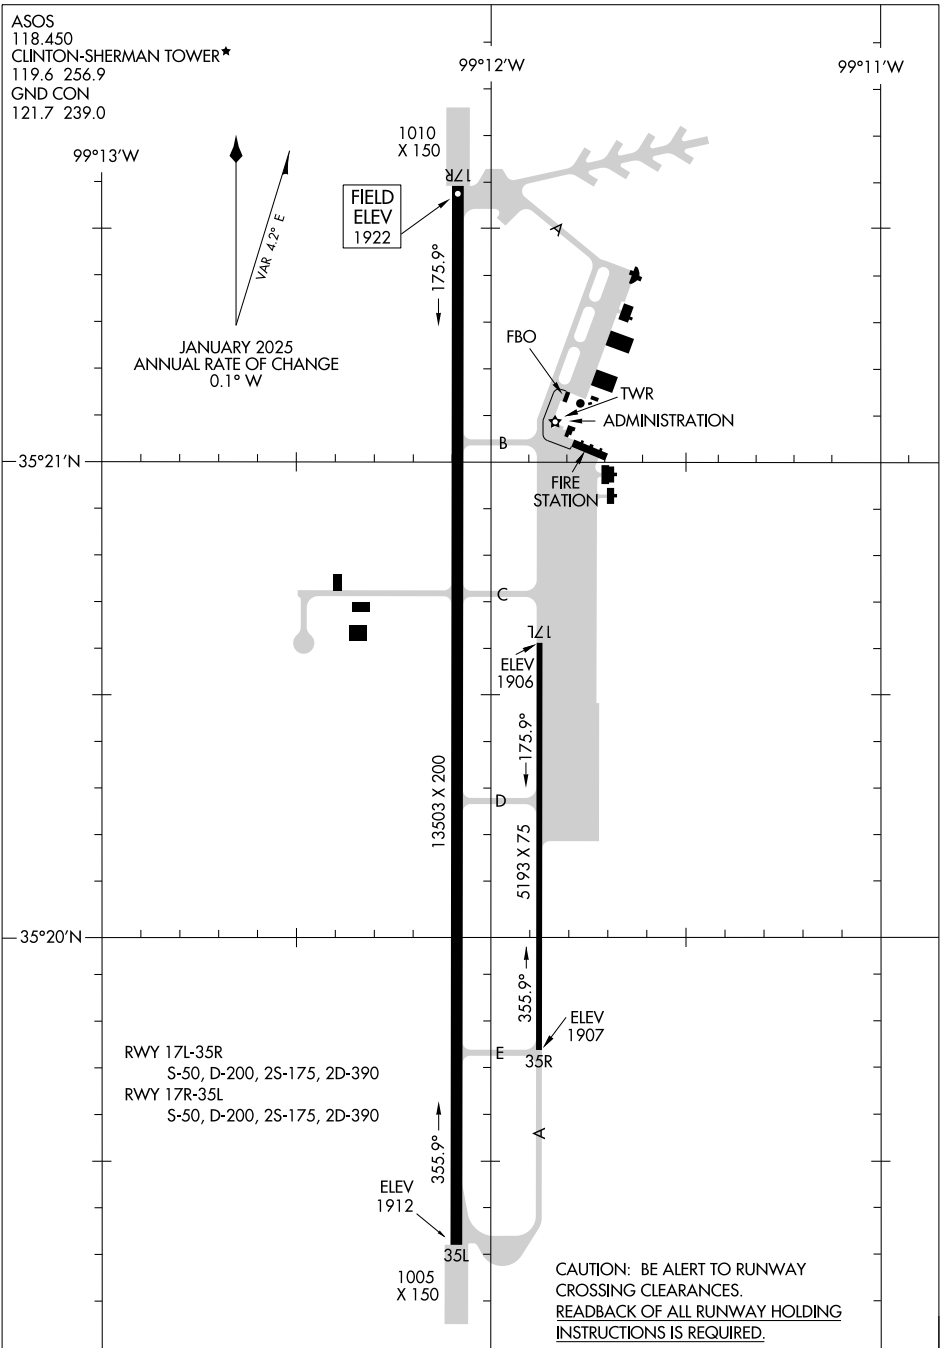 ASOS
118.450
CLINTON-SHERMAN TOWER★
119.6 256.9
GND CON
121.7 239.0
99°13'W
99°12'W
99°11'W
VAR 4.2° E
JANUARY 2025
ANNUAL RATE OF CHANGE
0.1° W
1010
X 150
17R
FIELD
ELEV
1922
175.9°
A
FBO
TWR
ADMINISTRATION
B
35°21'N
FIRE
STATION
C
17L
ELEV
1906
175.9°
13503 X 200
D
5193 X 75
35°20'N
355.9°
ELEV
1907
E
35R
RWY 17L-35R
S-50, D-200, 2S-175, 2D-390
RWY 17R-35L
S-50, D-200, 2S-175, 2D-390
355.9°
A
ELEV
1912
35L
1005
X 150
CAUTION: BE ALERT TO RUNWAY
CROSSING CLEARANCES.
READBACK OF ALL RUNWAY HOLDING
INSTRUCTIONS IS REQUIRED.